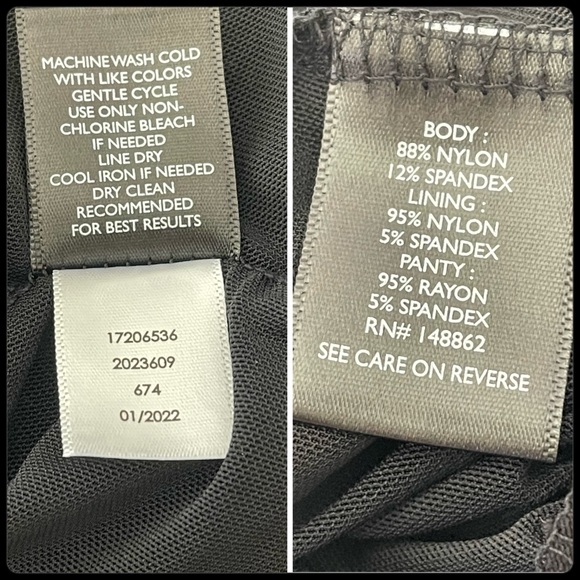 MACHINE WASH COLD
WITH LIKE COLORS
GENTLE CYCLE
USE ONLY NON-
CHLORINE BLEACH
IF NEEDED
LINE DRY
COOL IRON IF NEEDED
DRY CLEAN
RECOMMENDED
FOR BEST RESULTS
17206536
2023609
674
01/2022
BODY :
88% NYLON
12% SPANDEX
LINING :
95% NYLON
5% SPANDEX
PANTY :
95% RAYON
5% SPANDEX
RN# 148862
SEE CARE ON REVERSE